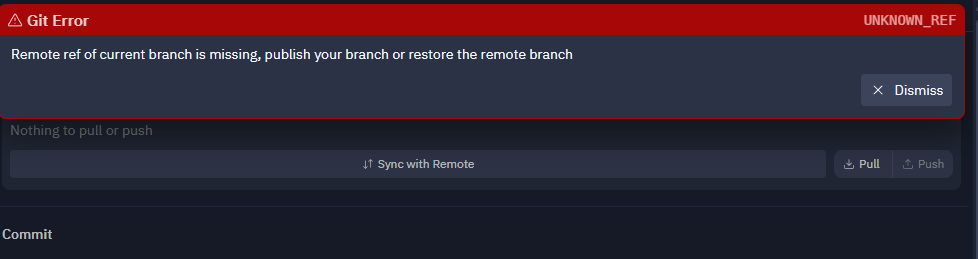 Git Error
UNKNOWN_REF
Remote ref of current branch is missing, publish your branch or restore the remote branch
Dismiss
Nothing to pull or push
Sync with Remote
Pull
Push
Commit